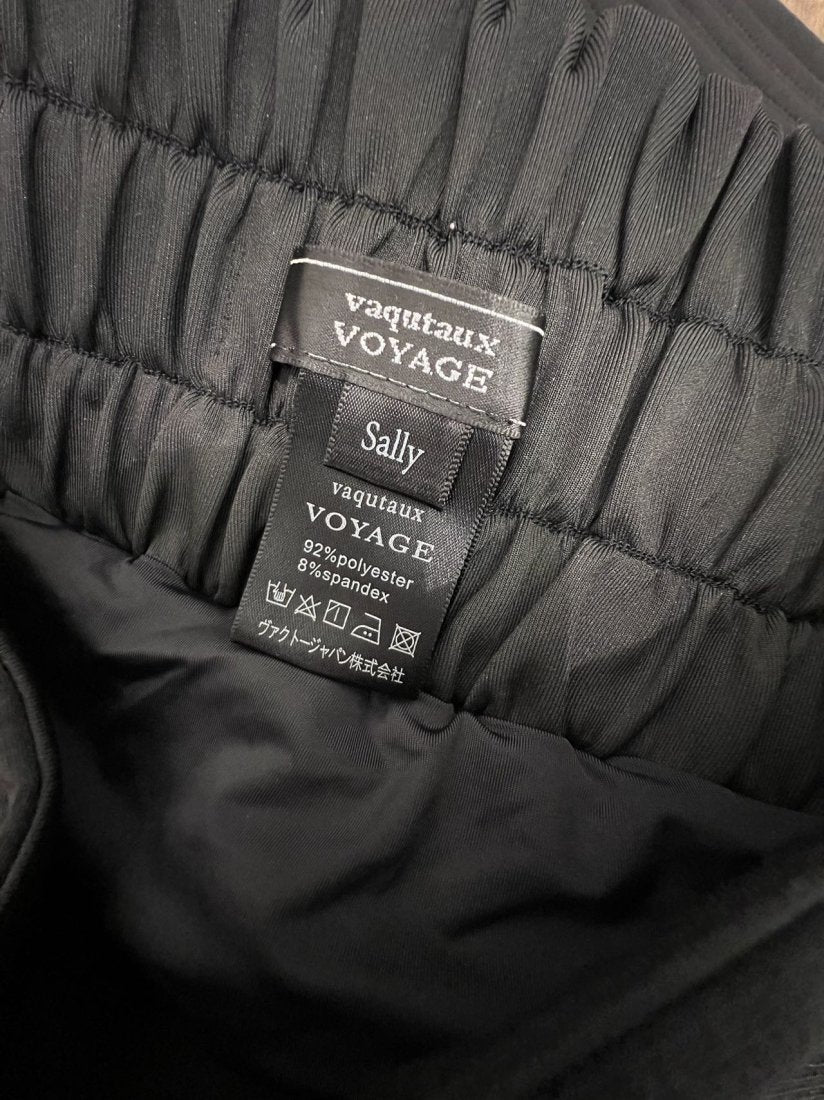 vaqutaux
VOYAGE
Sally
vaqutaux
VOYAGE
92%polyester
8%spandex
ヴァクトージャパン株式会社